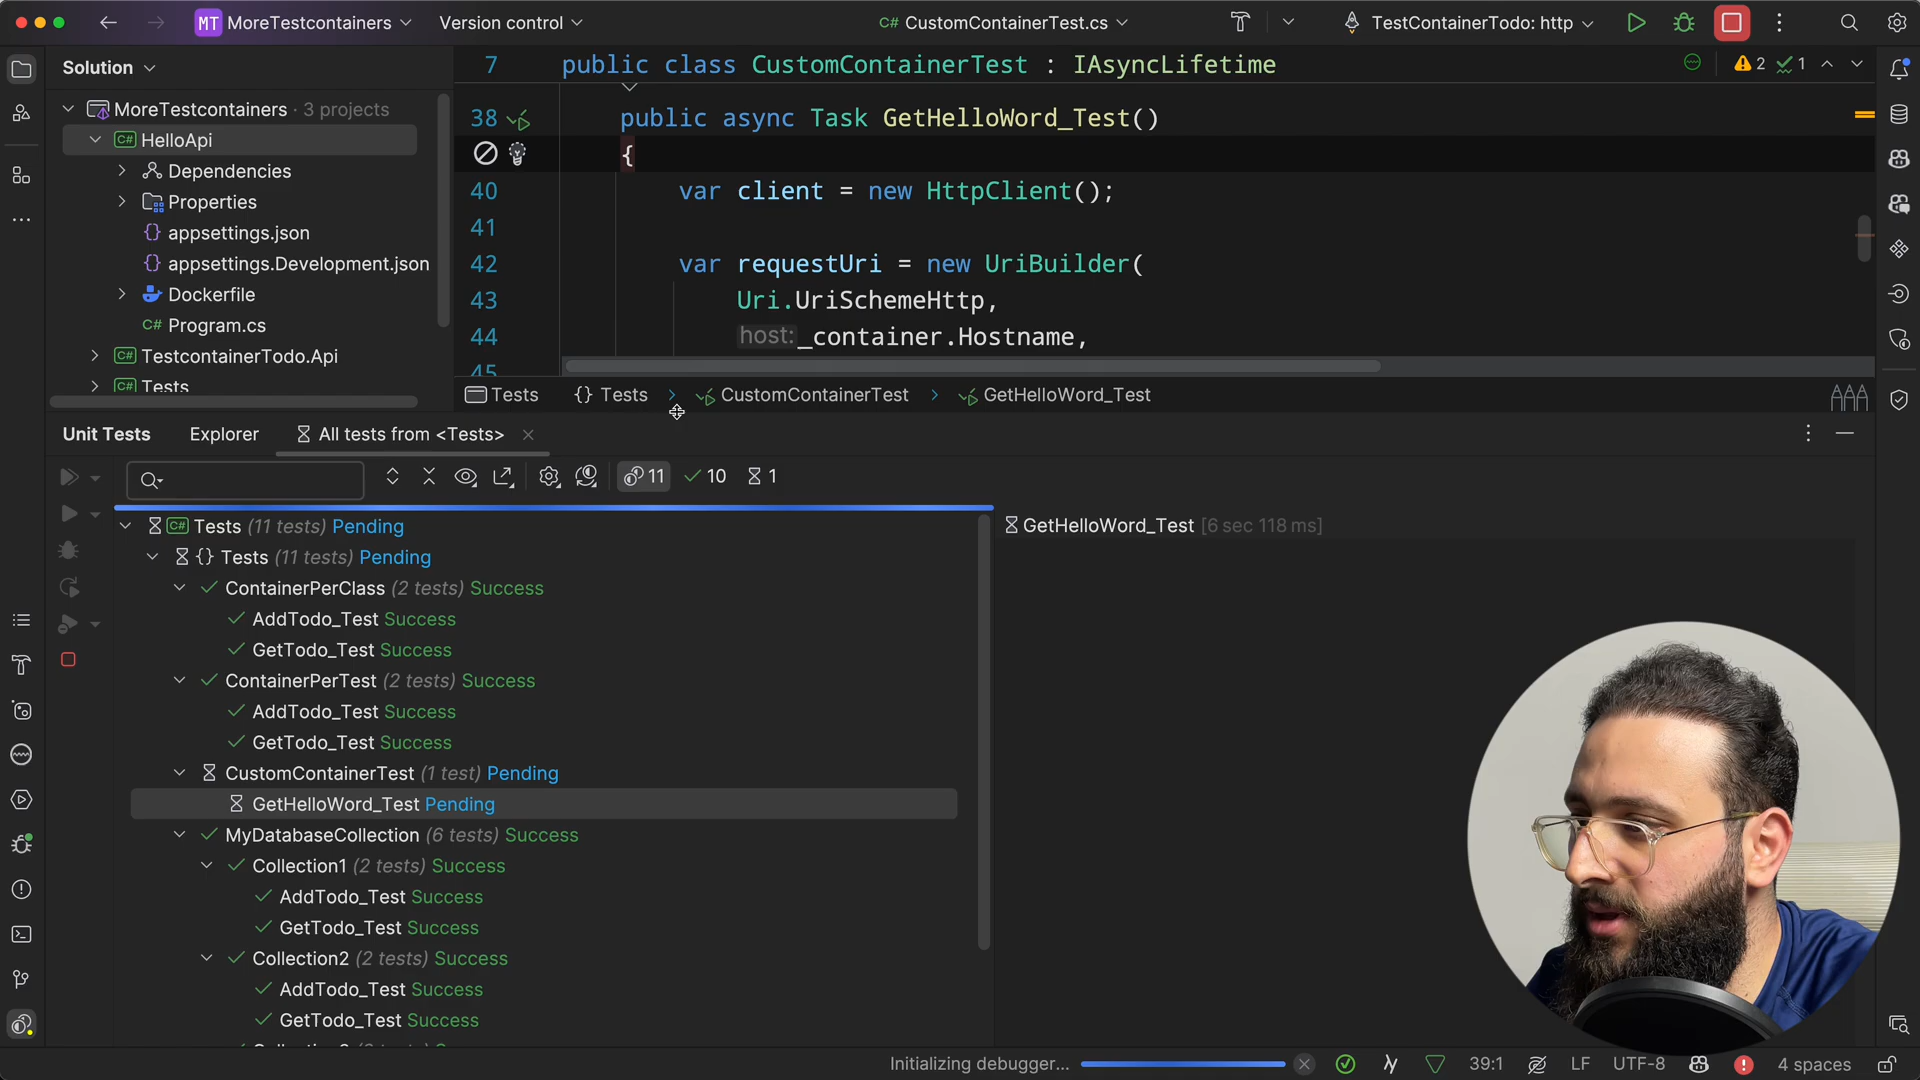 MT MoreTestcontainers Version control C# CustomContainerTest.cs TestContainerTodo: http
Solution
MoreTestcontainers · 3 projects
C# HelloApi
Dependencies
Properties
{} appsettings.json
{} appsettings.Development.json
Dockerfile
C# Program.cs
C# TestcontainerTodo.Api
C# Tests
7 public class CustomContainerTest : IAsyncLifetime
2 1
38 public async Task GetHelloWord_Test()
{
40 var client = new HttpClient();
41
42 var requestUri = new UriBuilder(
43 Uri.UriSchemeHttp,
44 host: _container.Hostname,
45
Tests {} Tests CustomContainerTest GetHelloWord_Test
Unit Tests Explorer All tests from <Tests>
11 10 1
C# Tests (11 tests) Pending
{} Tests (11 tests) Pending
ContainerPerClass (2 tests) Success
AddTodo_Test Success
GetTodo_Test Success
ContainerPerTest (2 tests) Success
AddTodo_Test Success
GetTodo_Test Success
CustomContainerTest (1 test) Pending
GetHelloWord_Test Pending
MyDatabaseCollection (6 tests) Success
Collection1 (2 tests) Success
AddTodo_Test Success
GetTodo_Test Success
Collection2 (2 tests) Success
AddTodo_Test Success
GetTodo_Test Success
GetHelloWord_Test [6 sec 118 ms]
Initializing debugger... 39:1 LF UTF-8 4 spaces